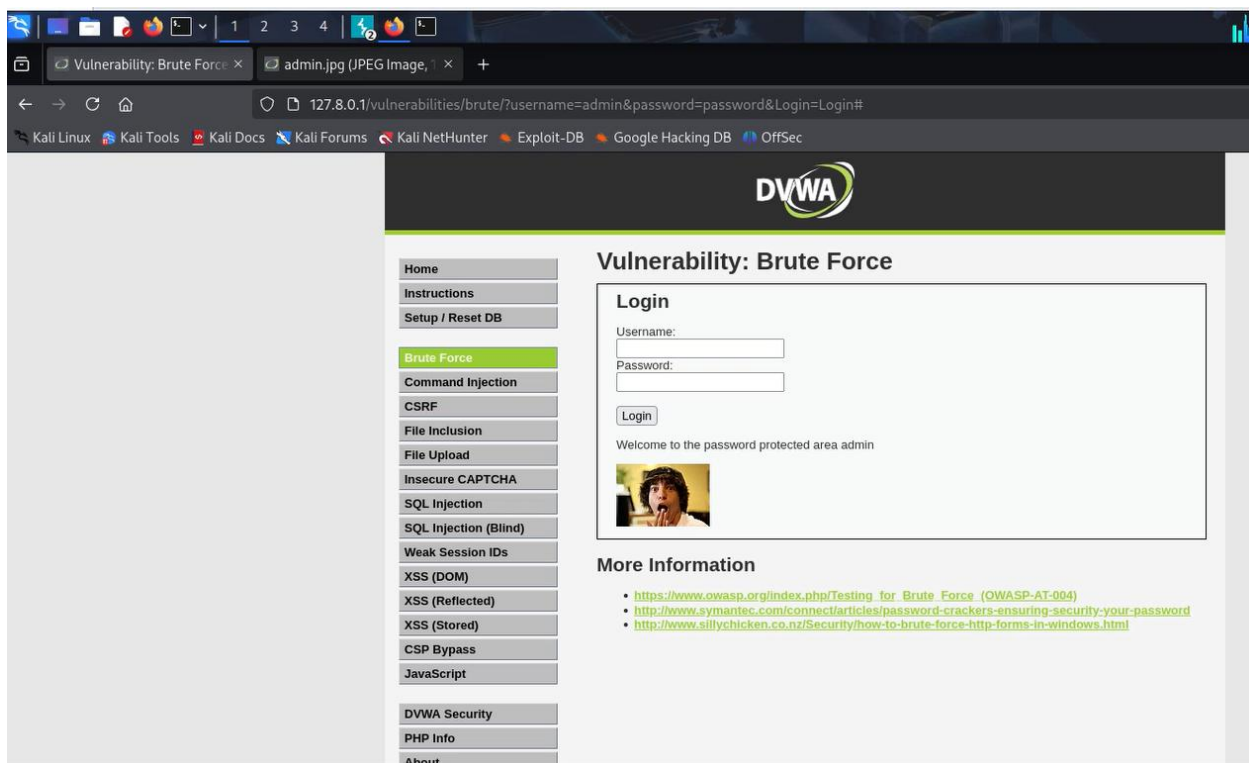 1 2 3 4 2
Vulnerability: Brute Force × admin.jpg (JPEG Image, 1 × +
127.8.0.1/vulnerabilities/brute/?username=admin&password=password&Login=Login#
Kali Linux Kali Tools Kali Docs Kali Forums Kali NetHunter Exploit-DB Google Hacking DB OffSec
DVWA
Home
Instructions
Setup / Reset DB
Brute Force
Command Injection
CSRF
File Inclusion
File Upload
Insecure CAPTCHA
SQL Injection
SQL Injection (Blind)
Weak Session IDs
XSS (DOM)
XSS (Reflected)
XSS (Stored)
CSP Bypass
JavaScript
DVWA Security
PHP Info
About
Vulnerability: Brute Force
Login
Username:
Password:
Login
Welcome to the password protected area admin
More Information
https://www.owasp.org/index.php/Testing_for_Brute_Force_(OWASP-AT-004)
http://www.symantec.com/connect/articles/password-crackers-ensuring-security-your-password
http://www.sillychicken.co.nz/Security/how-to-brute-force-http-forms-in-windows.html